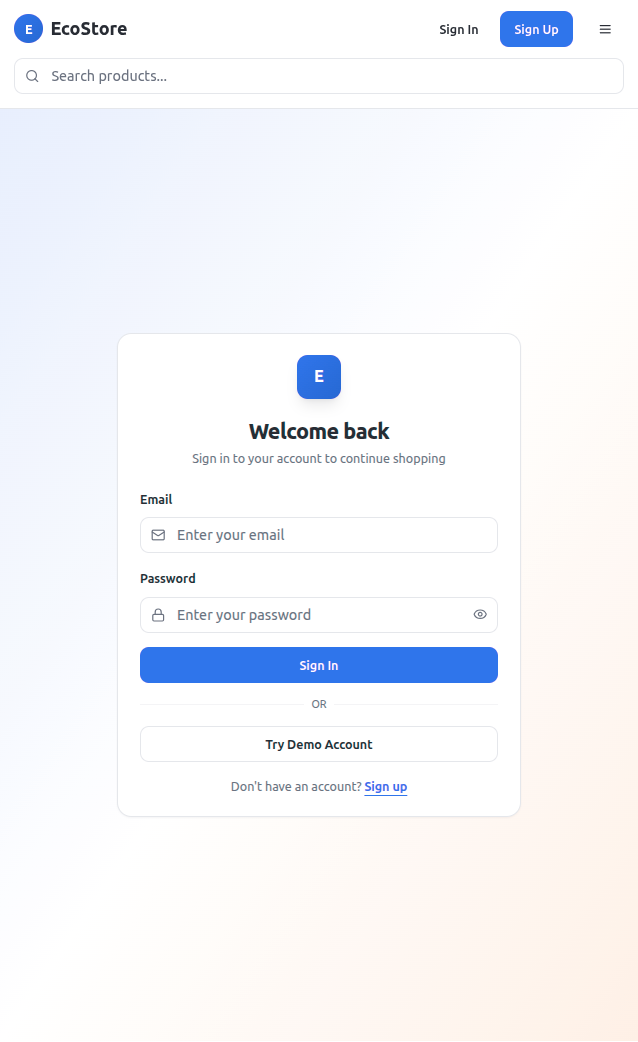 E EcoStore Sign In Sign Up
Search products...
E
Welcome back
Sign in to your account to continue shopping
Email
Enter your email
Password
Enter your password
Sign In
OR
Try Demo Account
Don't have an account? Sign up